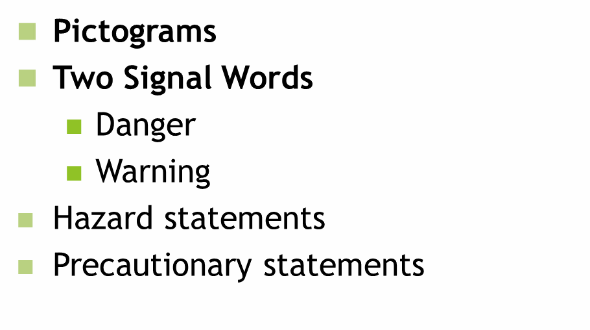 Pictograms
Two Signal Words
Danger
Warning
Hazard statements
Precautionary statements